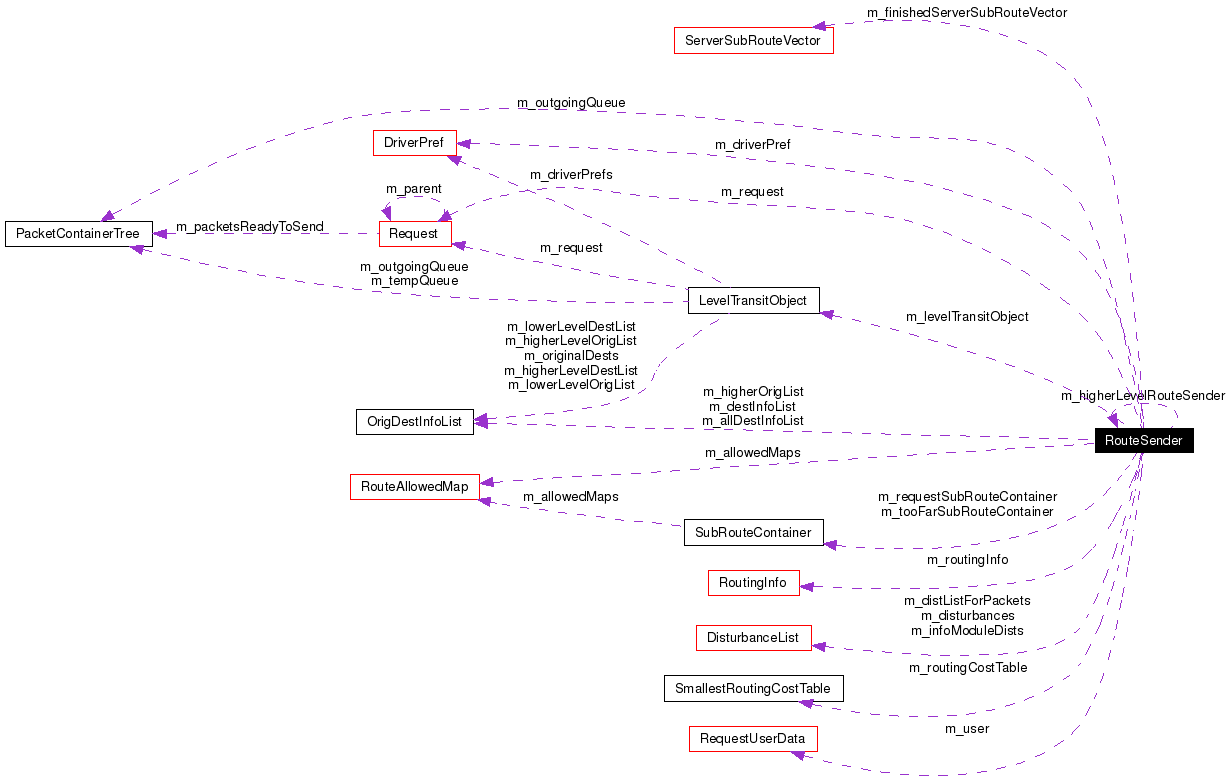 m_finishedServerSubRouteVector
ServerSubRouteVector
m_outgoingQueue
DriverPref
m_driverPref
m_driverPrefs
m_parent
m_request
PacketContainerTree
m_packetsReadyToSend
Request
m_request
m_outgoingQueue
m_tempQueue
LevelTransitObject
m_levelTransitObject
m_lowerLevelDestList
m_higherLevelOrigList
m_originalDests
m_higherLevelDestList
m_lowerLevelOrigList
m_higherOrigList
m_destInfoList
m_allDestInfoList
m_higherLevelRouteSender
OrigDestInfoList
RouteSender
m_allowedMaps
RouteAllowedMap
m_allowedMaps
m_requestSubRouteContainer
m_tooFarSubRouteContainer
SubRouteContainer
m_routingInfo
RoutingInfo
m_distListForPackets
m_disturbances
m_infoModuleDists
DisturbanceList
m_routingCostTable
SmallestRoutingCostTable
m_user
RequestUserData